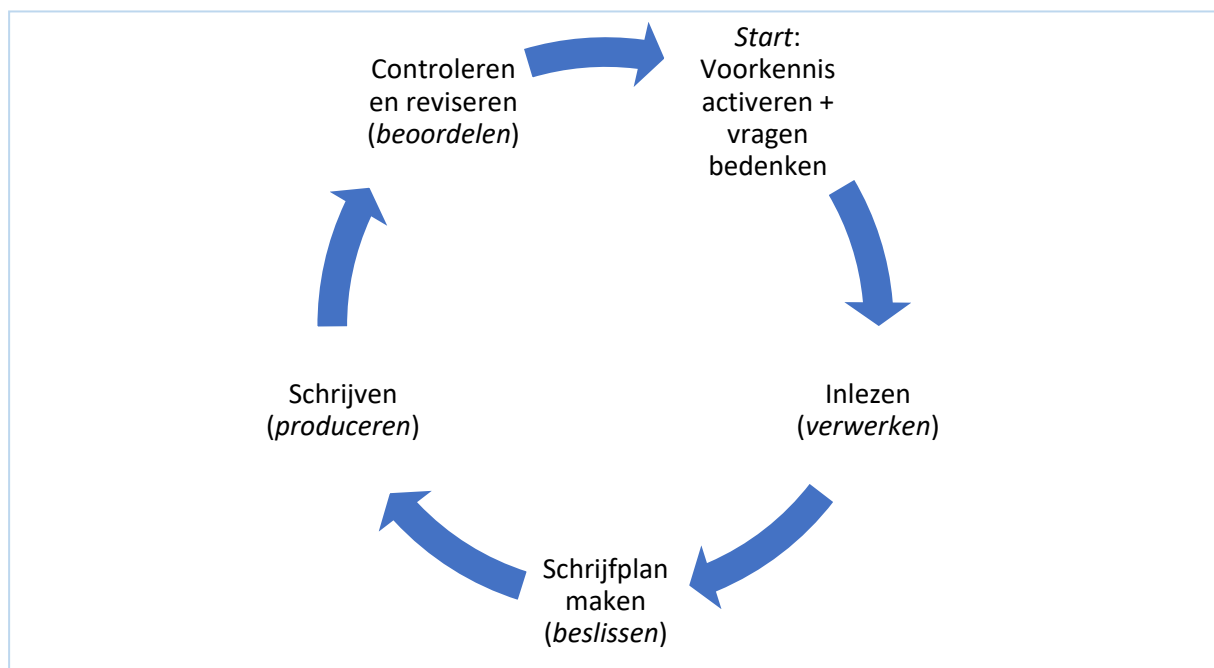 Start:
Voorkennis
activeren +
vragen
bedenken
Inlezen
(verwerken)
Schrijfplan
maken
(beslissen)
Schrijven
(produceren)
Controleren
en reviseren
(beoordelen)